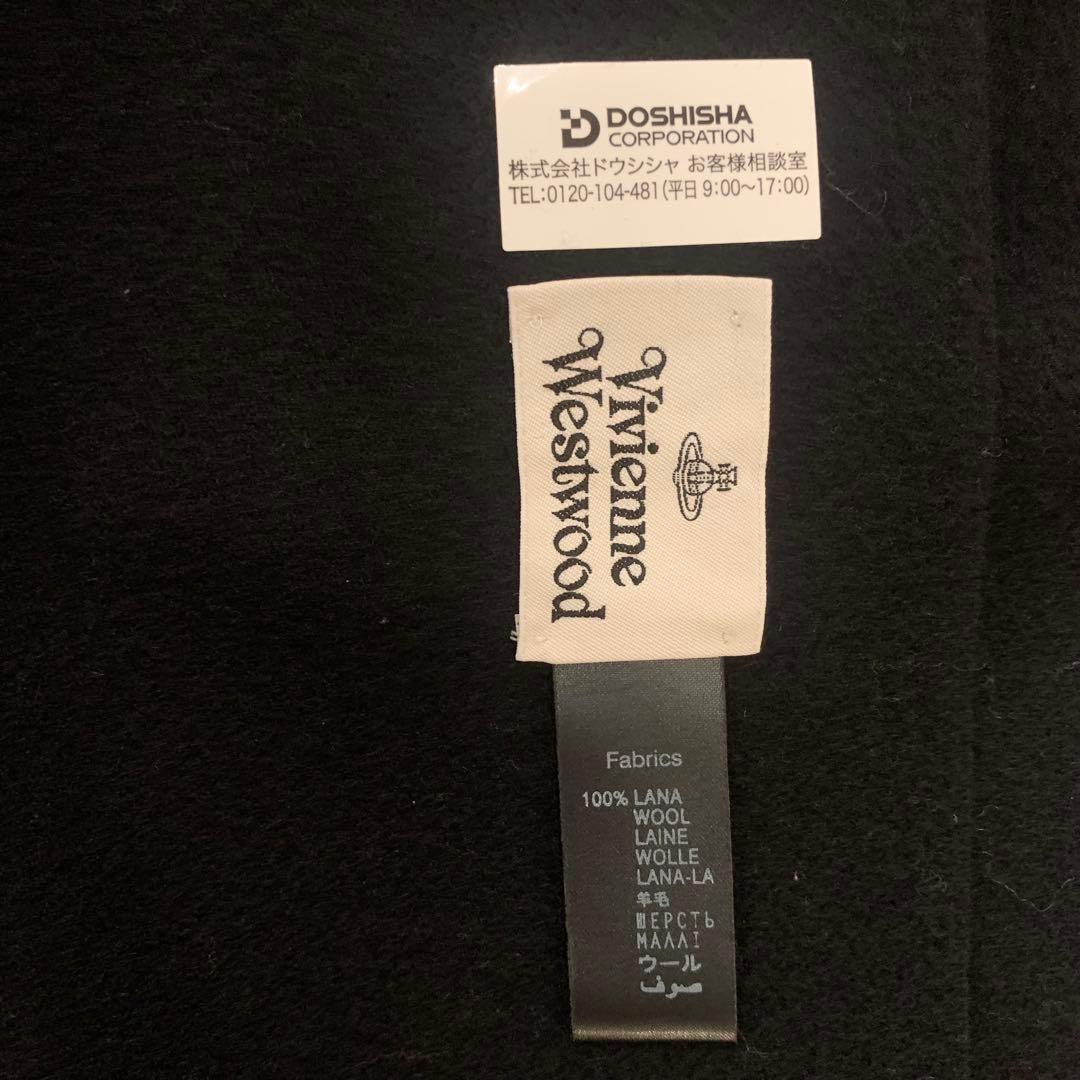 DOSHISHA
CORPORATION
株式会社ドウシシャ お客様相談室
TEL:0120-104-481(平日 9:00〜17:00)
Vivienne
Westwood
Fabrics
100% LANA
WOOL
LAINE
WOLLE
LANA-LA
羊毛
ШЕРСТЬ
ΜΑΛΛΙ
ウール
صوف